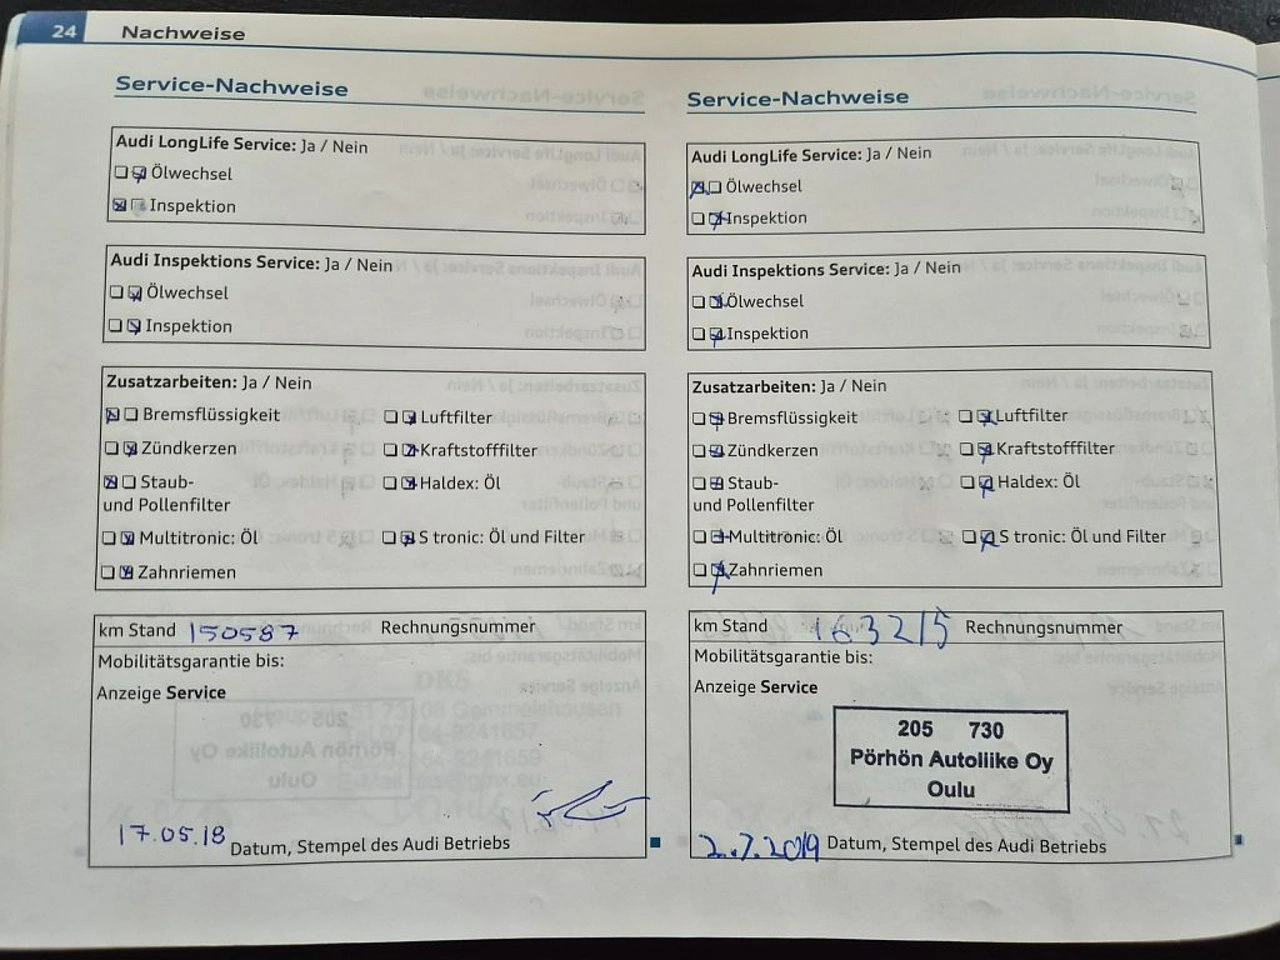 24 Nachweise
Service-Nachweise
Audi LongLife Service: Ja / Nein
Ölwechsel
Inspektion
Audi Inspektions Service: Ja / Nein
Ölwechsel
Inspektion
Zusatzarbeiten: Ja / Nein
Bremsflüssigkeit Luftfilter
Zündkerzen Kraftstofffilter
Staub- Haldex: Öl
und Pollenfilter
Multitronic: Öl S tronic: Öl und Filter
Zahnriemen
km Stand 150587 Rechnungsnummer
Mobilitätsgarantie bis:
Anzeige Service
17.05.18 Datum, Stempel des Audi Betriebs
Service-Nachweise
Audi LongLife Service: Ja / Nein
Ölwechsel
Inspektion
Audi Inspektions Service: Ja / Nein
Ölwechsel
Inspektion
Zusatzarbeiten: Ja / Nein
Bremsflüssigkeit Luftfilter
Zündkerzen Kraftstofffilter
Staub- Haldex: Öl
und Pollenfilter
Multitronic: Öl S tronic: Öl und Filter
Zahnriemen
km Stand 163215 Rechnungsnummer
Mobilitätsgarantie bis:
Anzeige Service
205 730
Pörhön Autoliike Oy
Oulu
2.7.2019 Datum, Stempel des Audi Betriebs